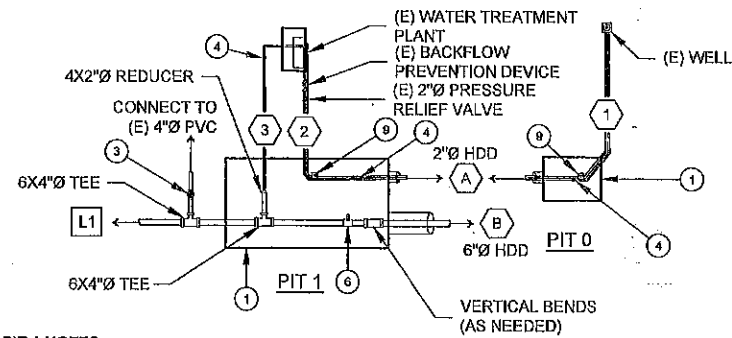 (E) WATER TREATMENT
PLANT
(E) BACKFLOW
PREVENTION DEVICE
(E) 2"Ø PRESSURE
RELIEF VALVE
(E) WELL
4
4X2"Ø REDUCER
CONNECT TO
(E) 4"Ø PVC
3
2
1
9
4
2"Ø HDD
9
3
6X4"Ø TEE
A
1
L1
B
6"Ø HDD
PIT 0
4
6X4"Ø TEE
1
PIT 1
6
VERTICAL BENDS
(AS NEEDED)